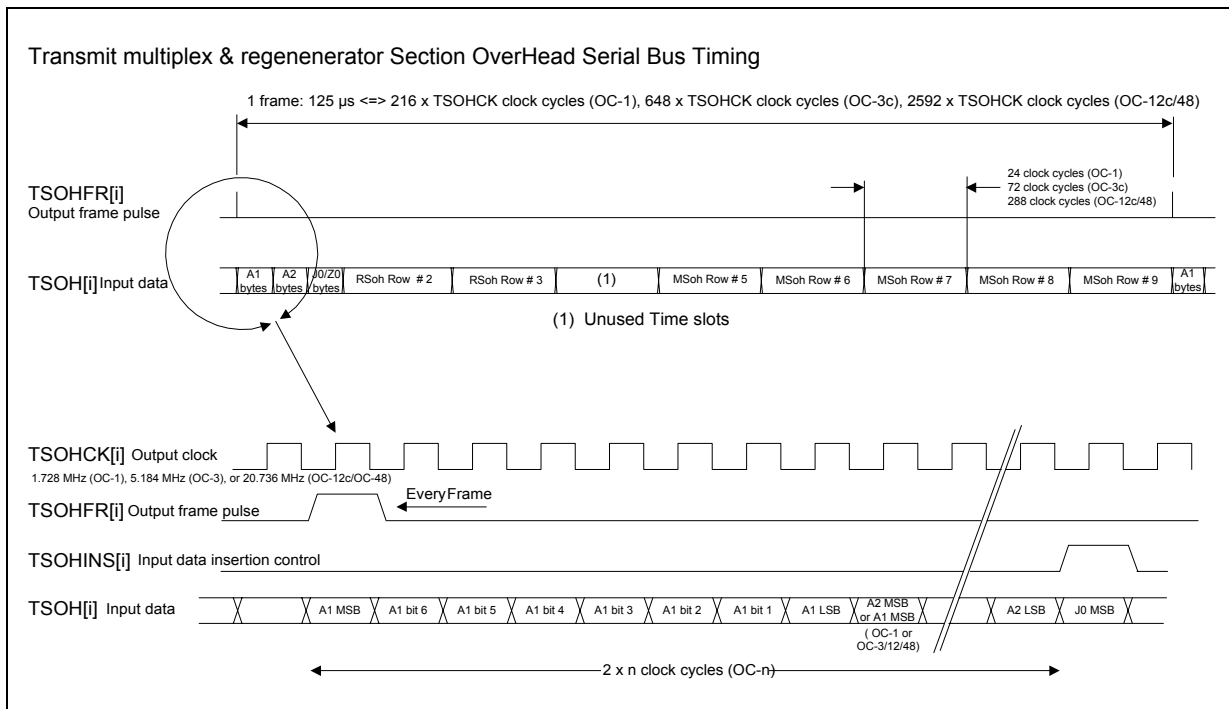 Transmit multiplex & regenenerator Section OverHead Serial Bus Timing
1 frame: 125 µs <=> 216 x TSOHCK clock cycles (OC-1), 648 x TSOHCK clock cycles (OC-3c), 2592 x TSOHCK clock cycles (OC-12c/48)
24 clock cycles (OC-1)
72 clock cycles (OC-3c)
288 clock cycles (OC-12c/48)
TSOHFR[i]
Output frame pulse
TSOH[i] Input data
A1 bytes
A2 bytes
J0/Z0 bytes
RSoh Row # 2
RSoh Row # 3
(1)
MSoh Row # 5
MSoh Row # 6
MSoh Row # 7
MSoh Row # 8
MSoh Row # 9
A1 bytes
(1) Unused Time slots
TSOHCK[i] Output clock
1.728 MHz (OC-1), 5.184 MHz (OC-3), or 20.736 MHz (OC-12c/OC-48)
TSOHFR[i] Output frame pulse
EveryFrame
TSOHINS[i] Input data insertion control
TSOH[i] Input data
A1 MSB
A1 bit 6
A1 bit 5
A1 bit 4
A1 bit 3
A1 bit 2
A1 bit 1
A1 LSB
A2 MSB
or A1 MSB
( OC-1 or
OC-3/12/48)
A2 LSB
J0 MSB
2 x n clock cycles (OC-n)